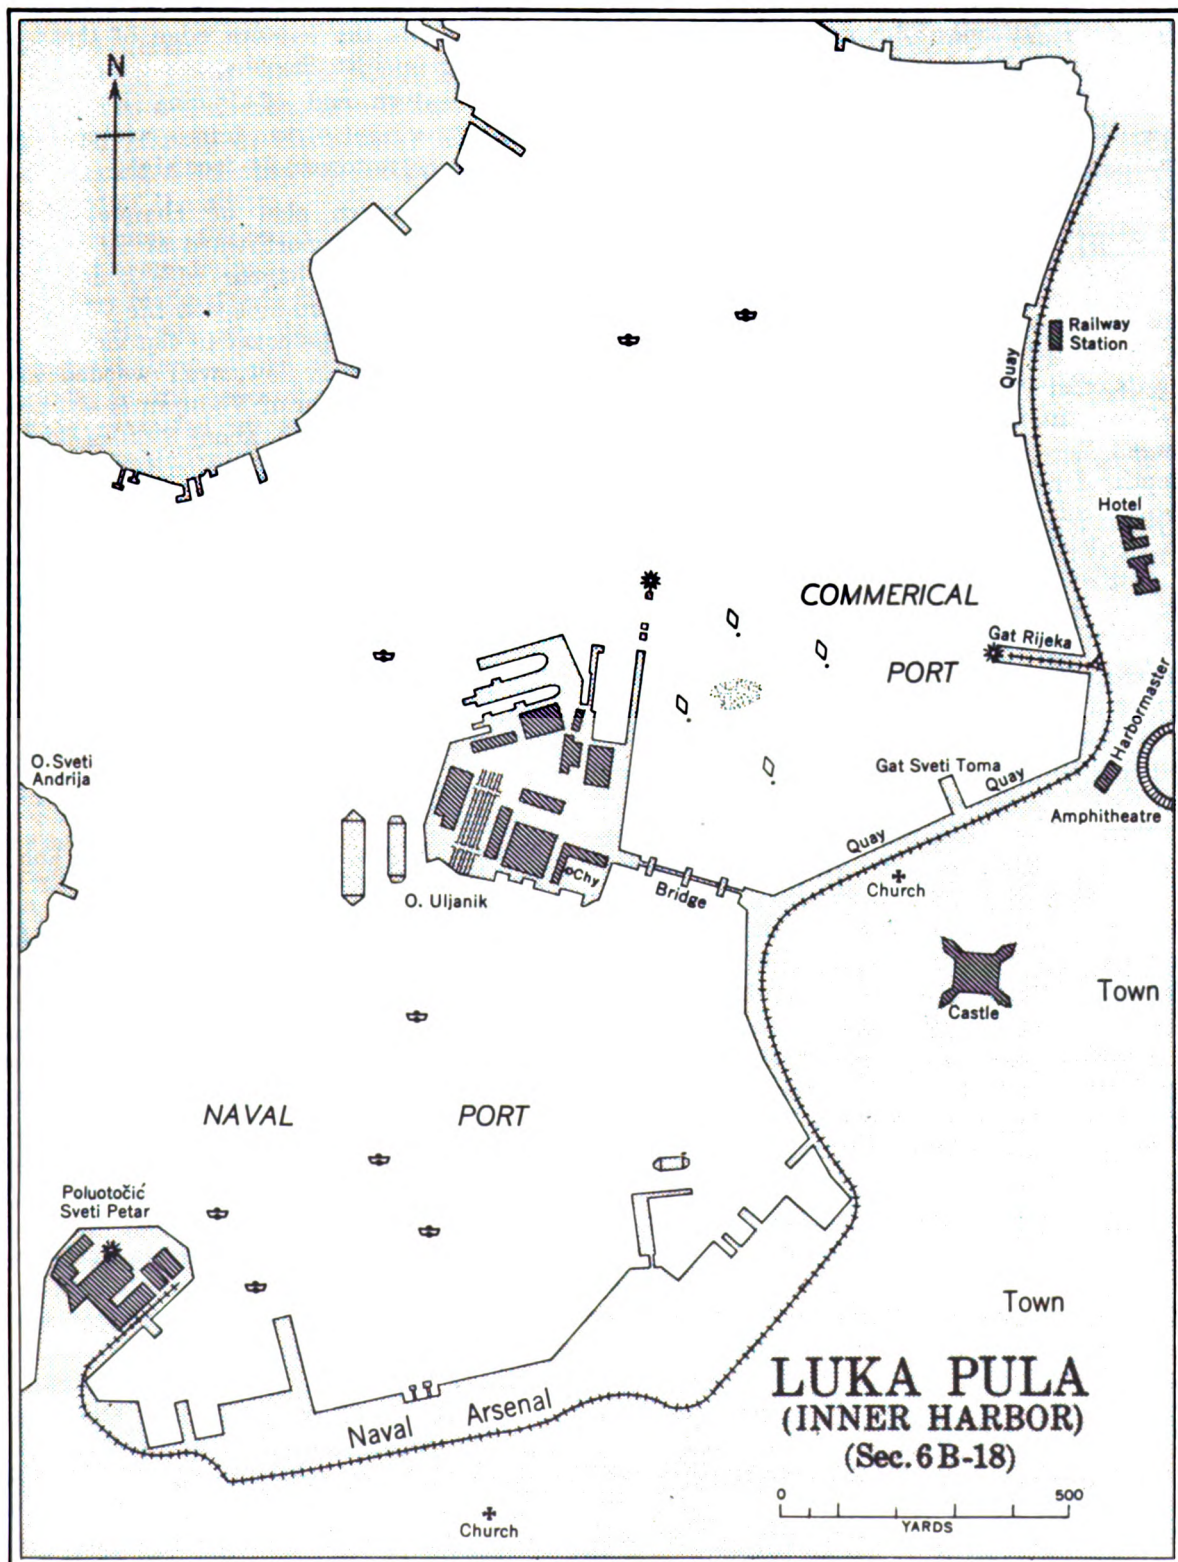 N
Railway
Station
Quay
Hotel
COMMERICAL
PORT
Gat Rijeka
Harbormaster
O. Sveti
Andrija
Gat Sveti Toma
Quay
Amphitheatre
Quay
Chy
Church
O. Uljanik
Bridge
Castle
Town
NAVAL PORT
Poluotočić
Sveti Petar
Town
LUKA PULA
(INNER HARBOR)
(Sec. 6 B-18)
Naval Arsenal
0 500
YARDS
Church